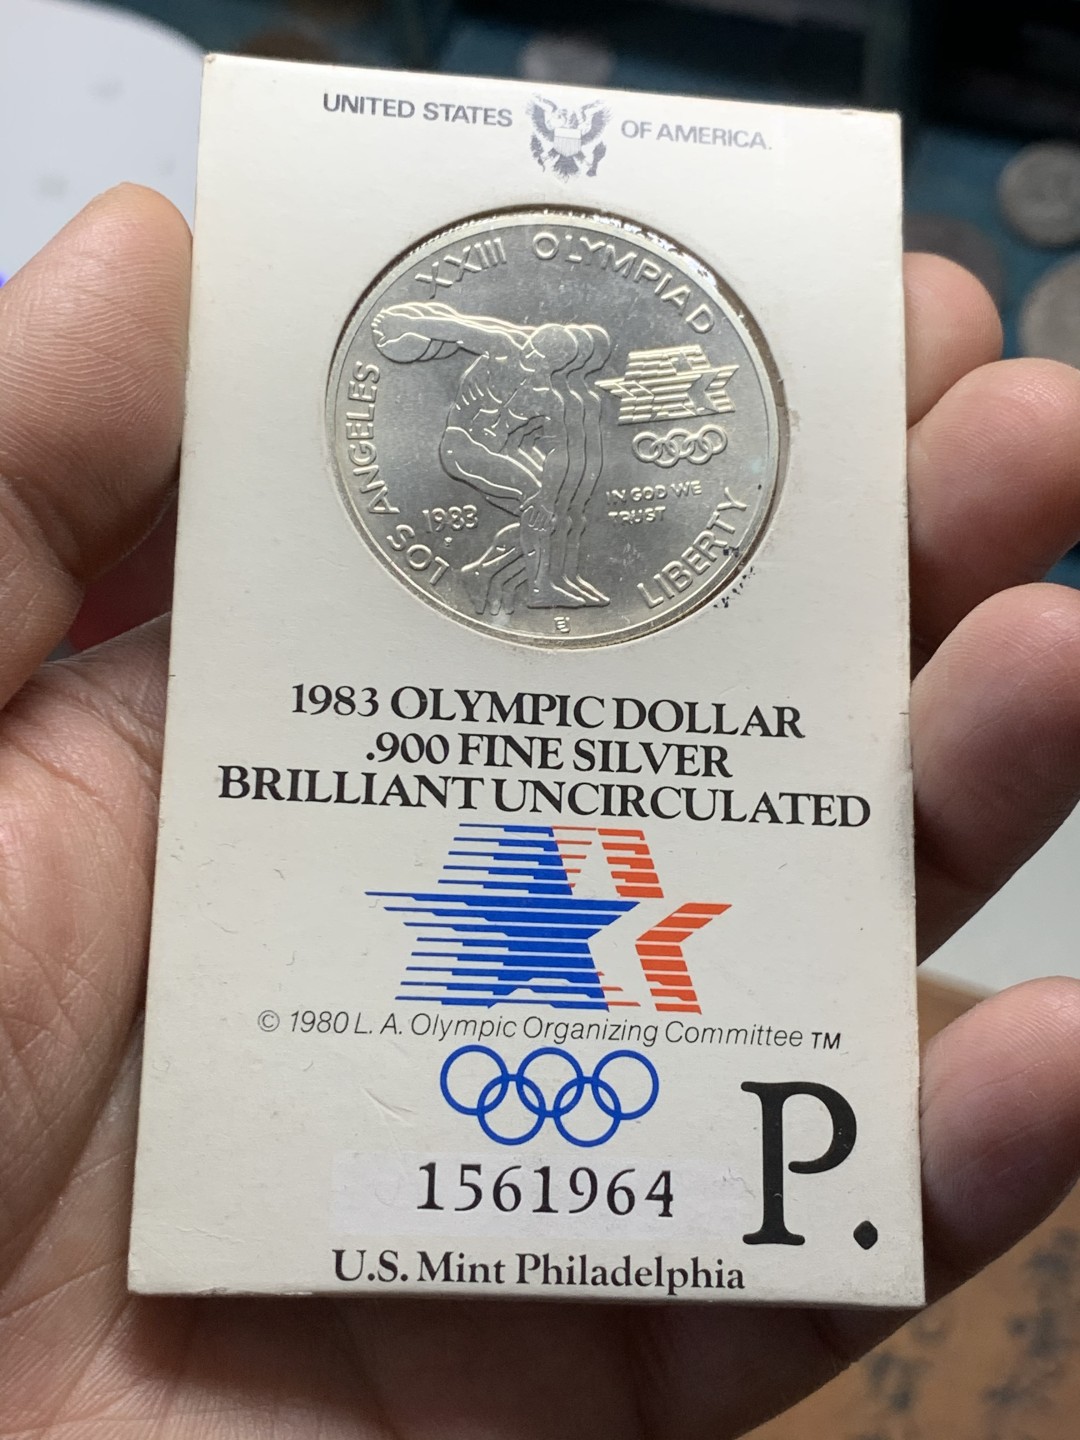 UNITED STATES OF AMERICA.
XXIII OLYMPIAD
LOS ANGELES
1983
P
IN GOD WE
TRUST
LIBERTY
EJ
1983 OLYMPIC DOLLAR
.900 FINE SILVER
BRILLIANT UNCIRCULATED
© 1980 L. A. Olympic Organizing Committee TM
P.
1561964
U.S. Mint Philadelphia